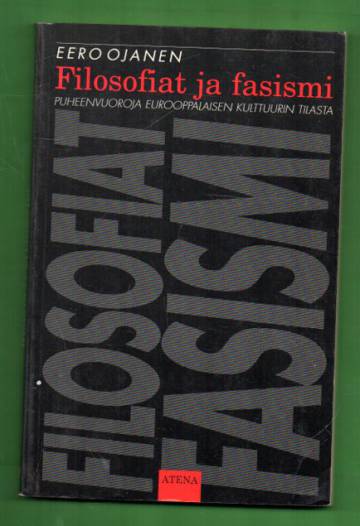 EERO OJANEN
Filosofiat ja fasismi
PUHEENVUOROJA EUROOPPALAISEN KULTTUURIN TILASTA
FILOSOFIAT
FASISMI
ATENA